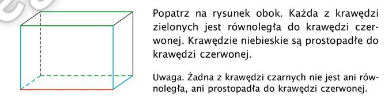 Popatrz na rysunek obok. Każda z krawędzi
zielonych jest równoległa do krawędzi czer-
wonej. Krawędzie niebieskie są prostopadłe do
krawędzi czerwonej.
Uwaga. Żadna z krawędzi czarnych nie jest ani rów-
noległa, ani prostopadła do krawędzi czerwonej.